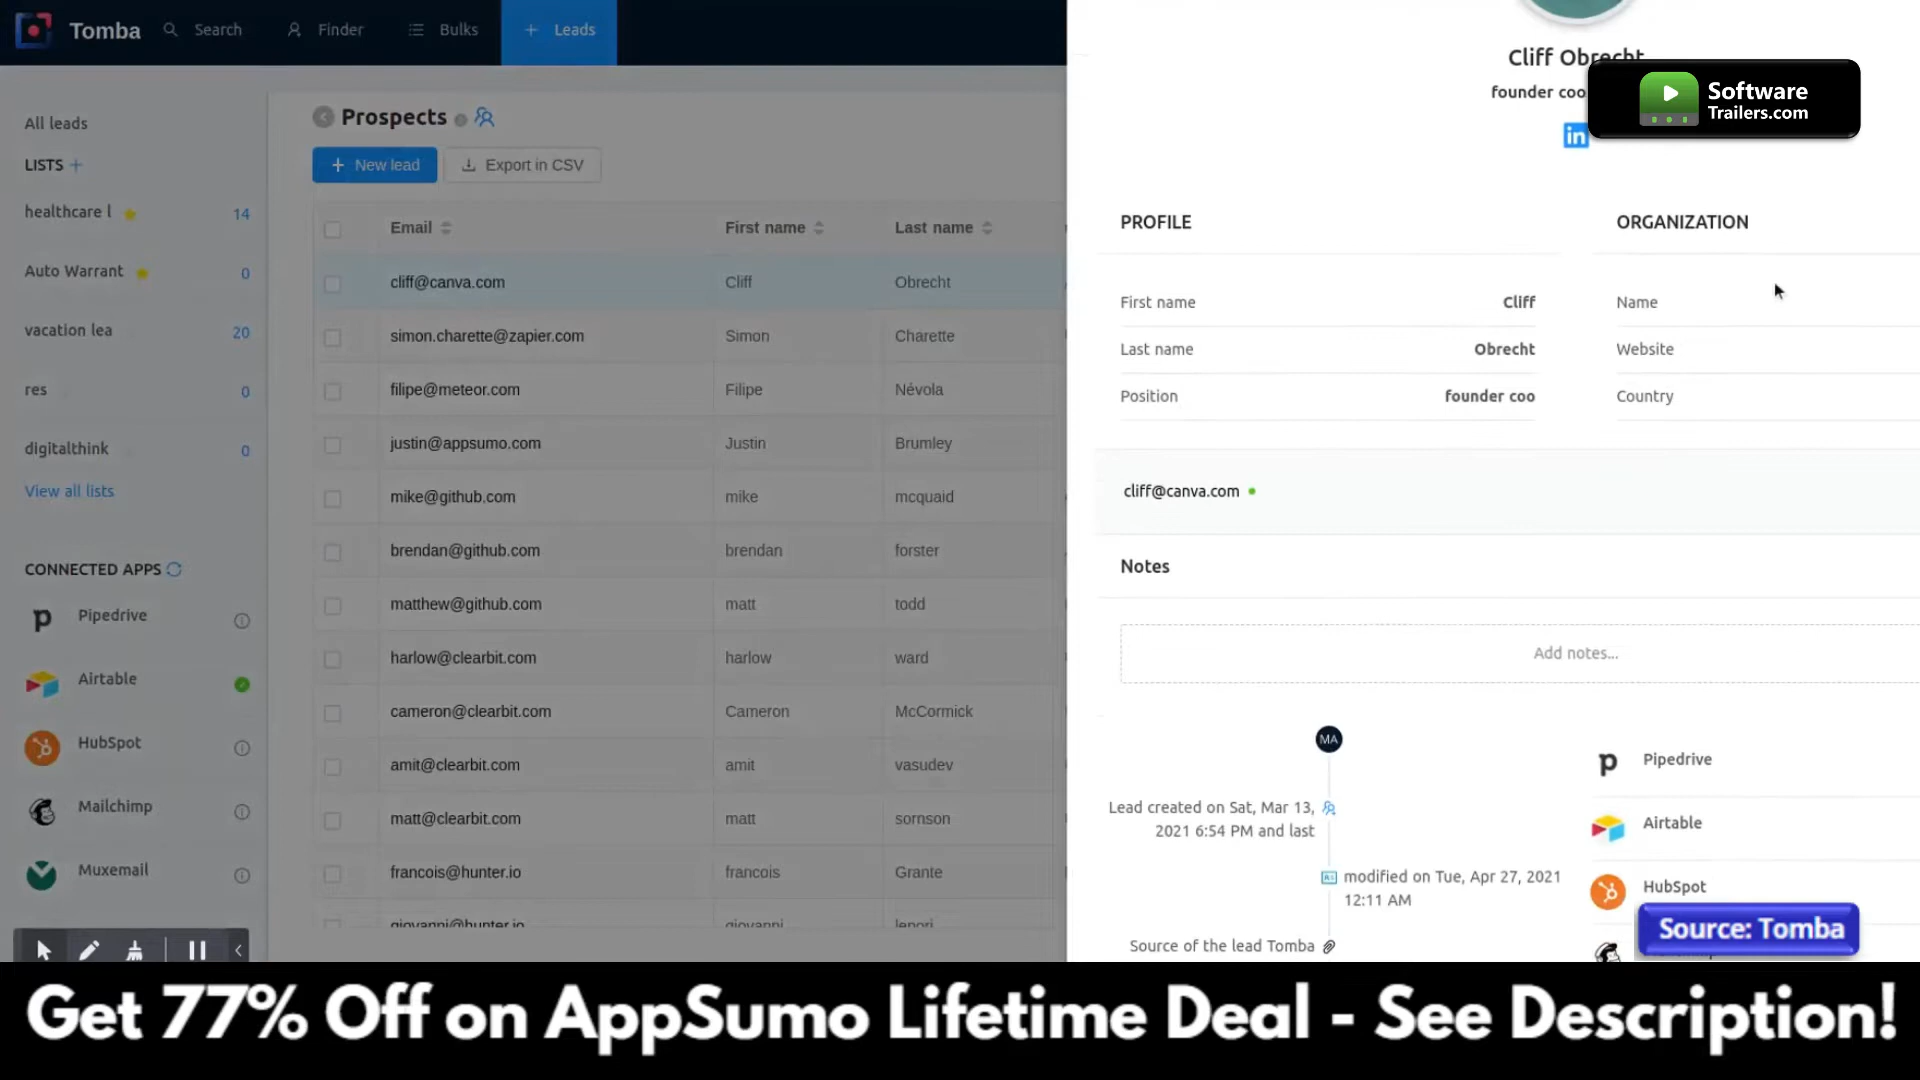 Tomba
Search
Finder
Bulks
+ Leads
All leads
LISTS +
healthcare l 14
Auto Warrant 0
vacation lea 20
res 0
digitalthink 0
View all lists
CONNECTED APPS
Pipedrive
Airtable
HubSpot
Mailchimp
Muxemail
Prospects
+ New lead
Export in CSV
Email First name Last name
cliff@canva.com Cliff Obrecht
simon.charette@zapier.com Simon Charette
filipe@meteor.com Filipe Névola
justin@appsumo.com Justin Brumley
mike@github.com mike mcquaid
brendan@github.com brendan forster
matthew@github.com matt todd
harlow@clearbit.com harlow ward
cameron@clearbit.com Cameron McCormick
amit@clearbit.com amit vasudev
matt@clearbit.com matt sornson
francois@hunter.io francois Grante
giovanni@hunter.io giovanni
Cliff Obrecht
founder coo
in
Software
Trailers.com
PROFILE
First name Cliff
Last name Obrecht
Position founder coo
ORGANIZATION
Name
Website
Country
cliff@canva.com
Notes
Add notes...
MA
Lead created on Sat, Mar 13,
2021 6:54 PM and last
modified on Tue, Apr 27, 2021
12:11 AM
Source of the lead Tomba
Pipedrive
Airtable
HubSpot
Source: Tomba
Get 77% Off on AppSumo Lifetime Deal - See Description!